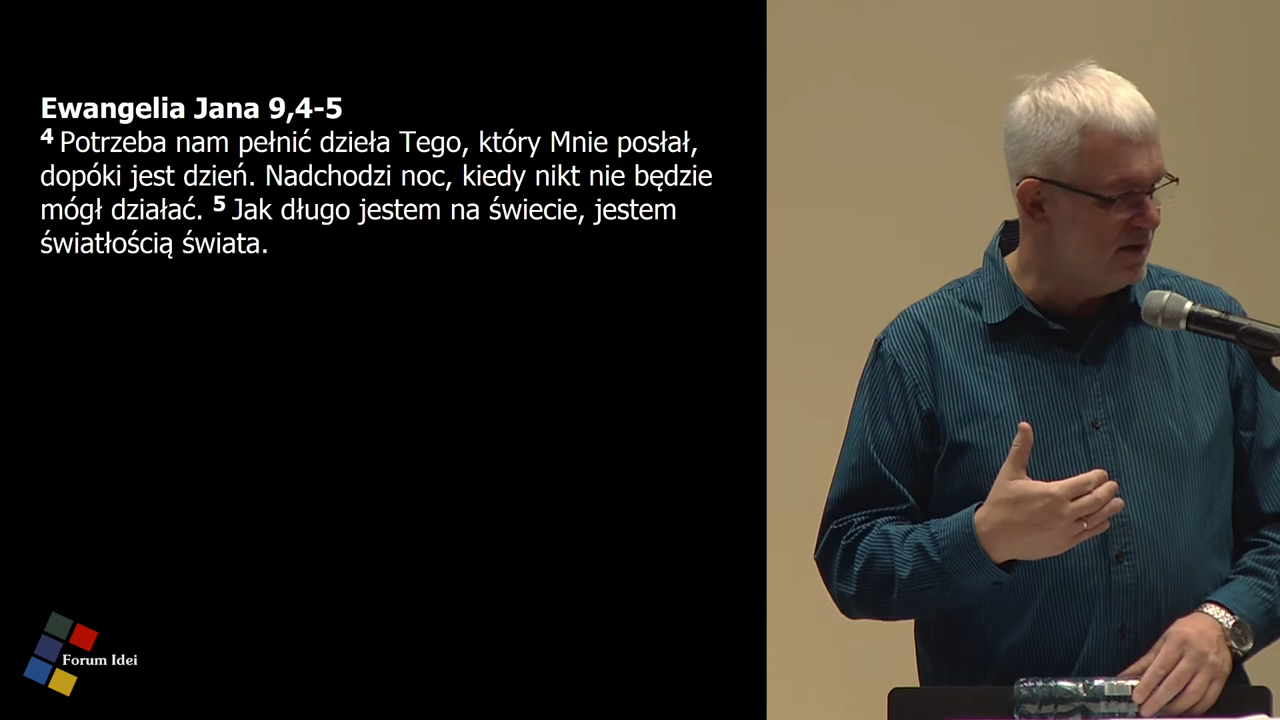 Ewangelia Jana 9,4-5
4 Potrzeba nam pełnić dzieła Tego, który Mnie posłał,
dopóki jest dzień. Nadchodzi noc, kiedy nikt nie będzie
mógł działać. 5 Jak długo jestem na świecie, jestem
światłością świata.
Forum Idei